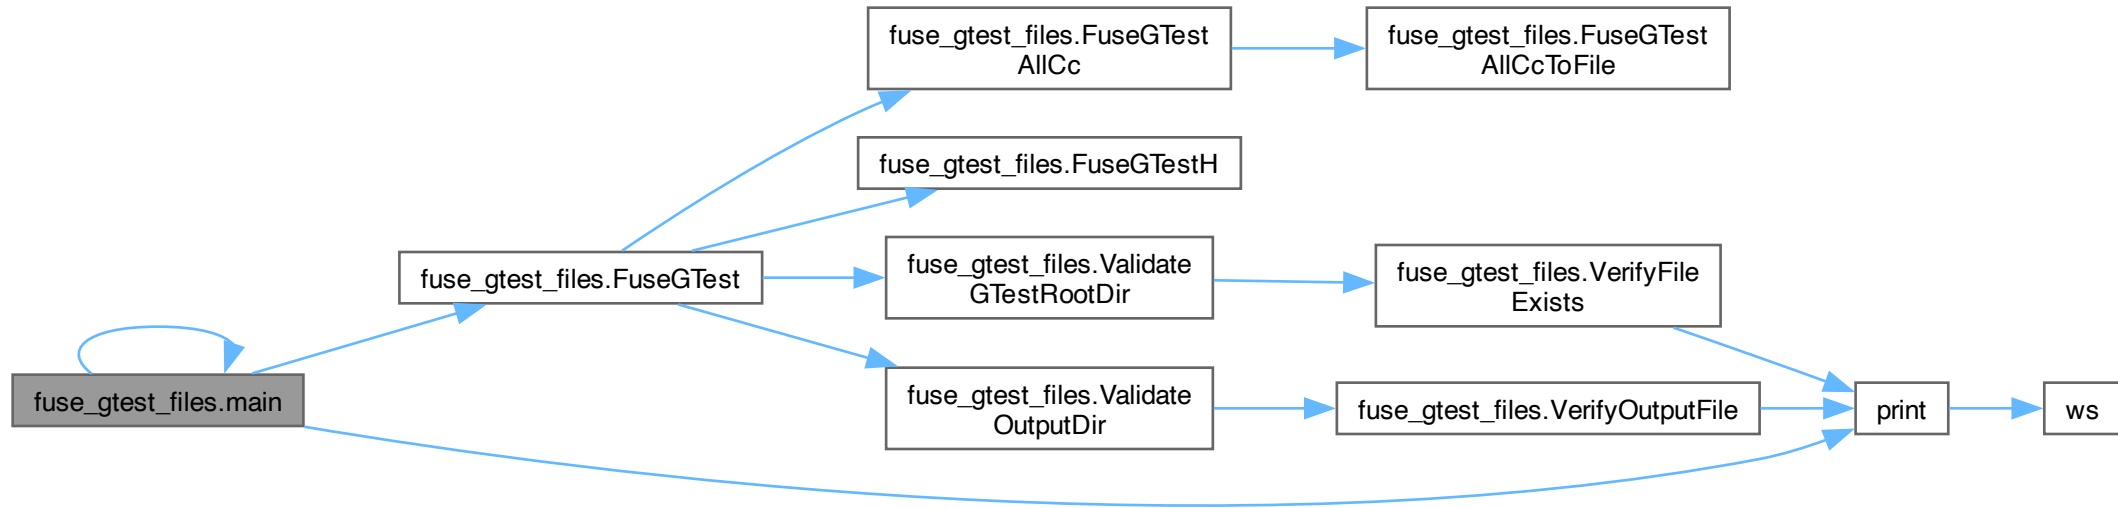 fuse_gtest_files.main
fuse_gtest_files.FuseGTest
fuse_gtest_files.FuseGTest
AllCc
fuse_gtest_files.FuseGTest
AllCcToFile
fuse_gtest_files.FuseGTestH
fuse_gtest_files.Validate
GTestRootDir
fuse_gtest_files.VerifyFile
Exists
fuse_gtest_files.Validate
OutputDir
fuse_gtest_files.VerifyOutputFile
print
ws